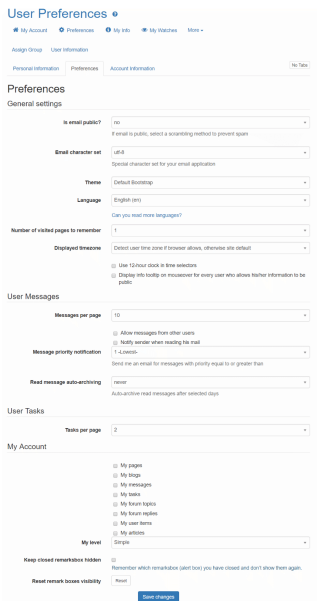 User Preferences
My Account Preferences My Info My Watches More
Assign Group User Information
Personal Information Preferences Account Information No Tabs
Preferences
General settings
Is email public? no
If email is public, select a scrambling method to prevent spam
Email character set utf-8
Special character set for your email application
Theme Default Bootstrap
Language English (en)
Can you read more languages?
Number of visited pages to remember 1
Displayed timezone Detect user time zone if browser allows, otherwise site default
Use 12-hour clock in time selectors
Display info tooltip on mouseover for every user who allows his/her information to be
public
User Messages
Messages per page 10
Allow messages from other users
Notify sender when reading his mail
Message priority notification 1 -Lowest-
Send me an email for messages with priority equal to or greater than
Read message auto-archiving never
Auto-archive read messages after selected days
User Tasks
Tasks per page 2
My Account
My pages
My blogs
My messages
My tasks
My forum topics
My forum replies
My user items
My articles
My level Simple
Keep closed remarksbox hidden
Remember which remarksbox (alert box) you have closed and don't show them again.
Reset remark boxes visibility Reset
Save changes